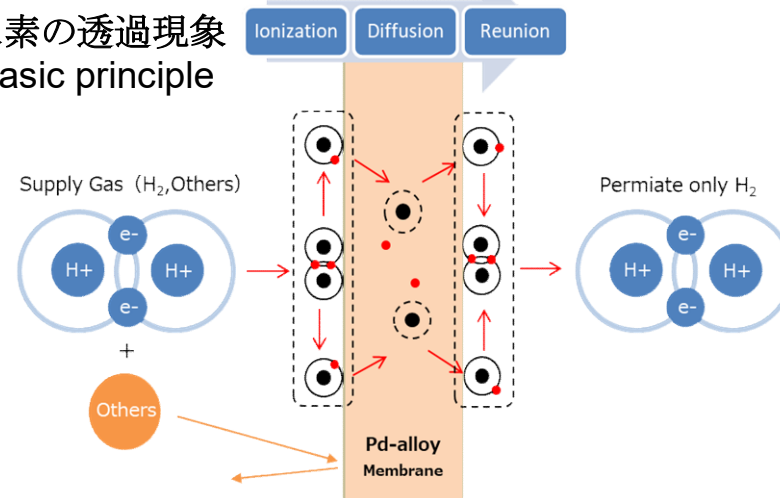 素の透過現象
asic principle
Ionization
Diffusion
Reunion
Supply Gas (H₂,Others)
Permiate only H₂
e-
H+
H+
e-
e-
H+
H+
e-
+
Others
Pd-alloy
Membrane